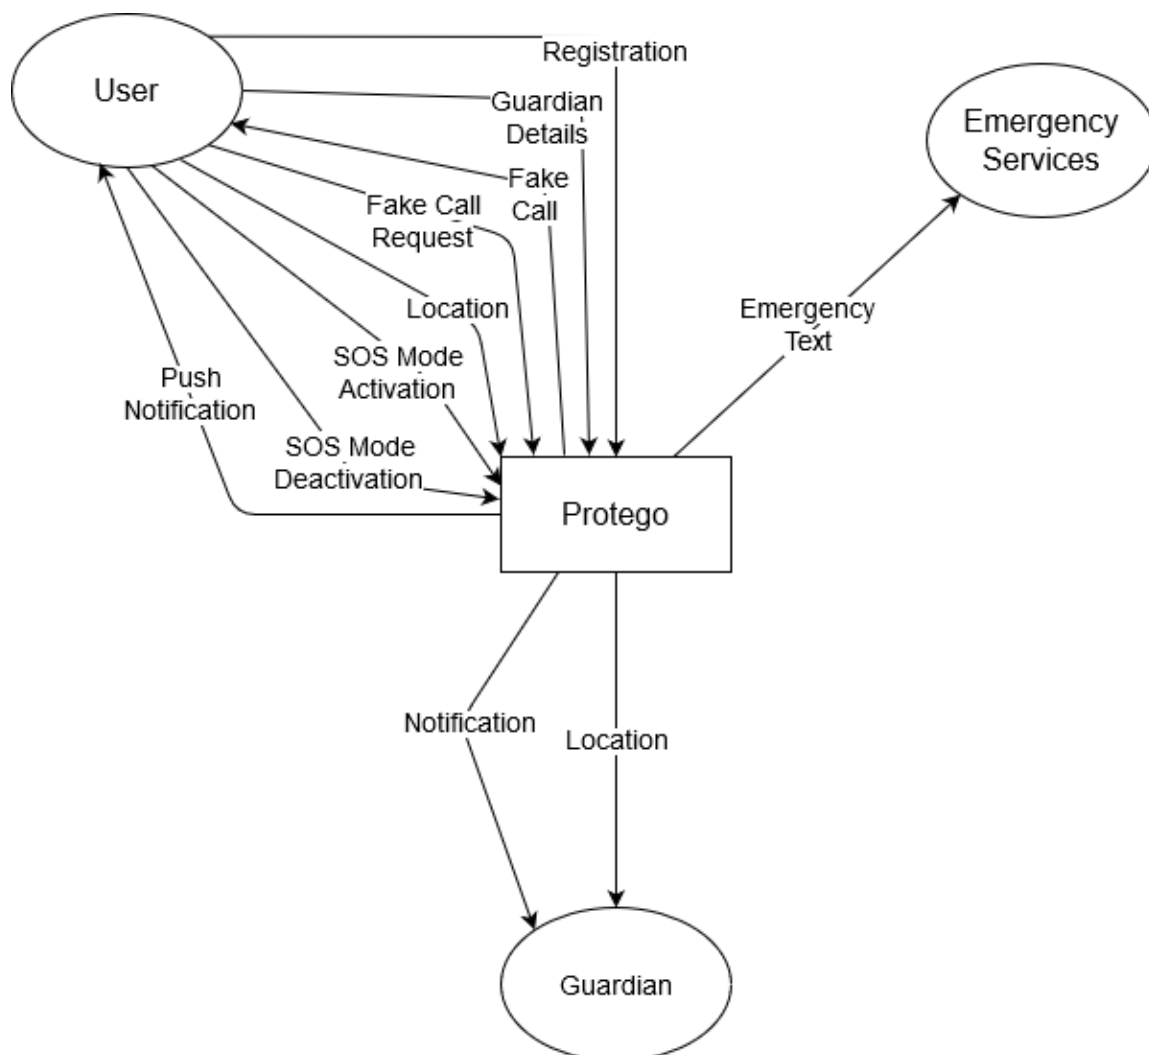 User
Registration
Guardian
Details
Emergency
Services
Fake
Call
Fake Call
Request
Location
Emergency
Text
SOS Mode
Activation
Push
Notification
SOS Mode
Deactivation
Protego
Notification
Location
Guardian